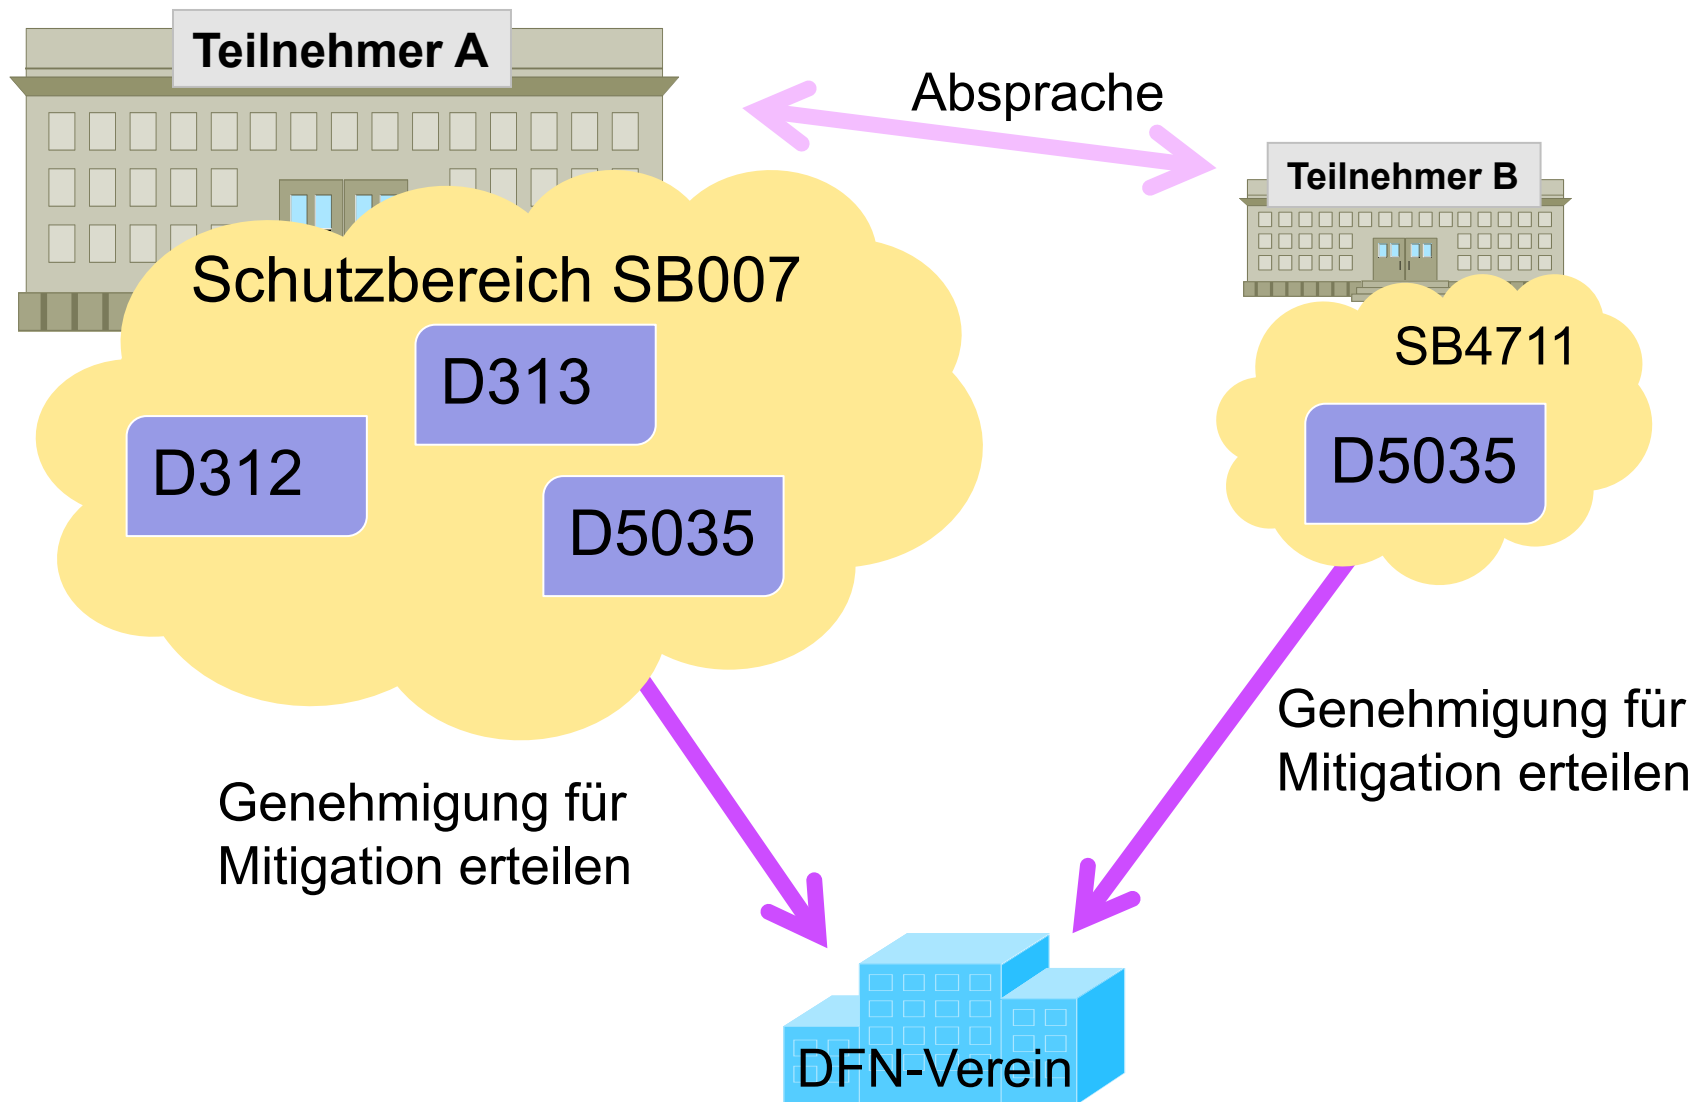 Teilnehmer A
Absprache
Teilnehmer B
Schutzbereich SB007
D313
D312
D5035
SB4711
D5035
Genehmigung für
Mitigation erteilen
Genehmigung für
Mitigation erteilen
DFN-Verein